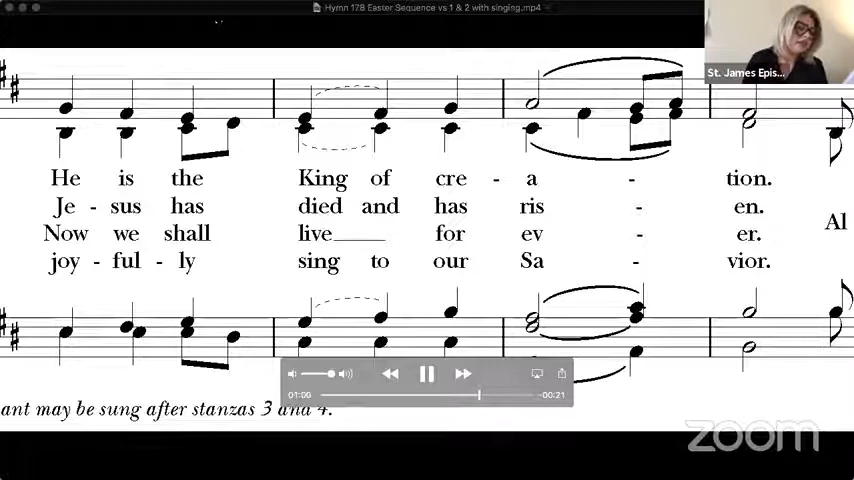 Hymn 178 Easter Sequence vs 1 & 2 with singing.mp4
St. James Epis...
He is the King of cre - a - tion.
Je - sus has died and has ris - en.
Now we shall live____ for ev - er.
Al
joy - ful - ly sing to our Sa - vior.
01:06
-00:21
ant may be sung after stanzas 3 and 4.
zoom